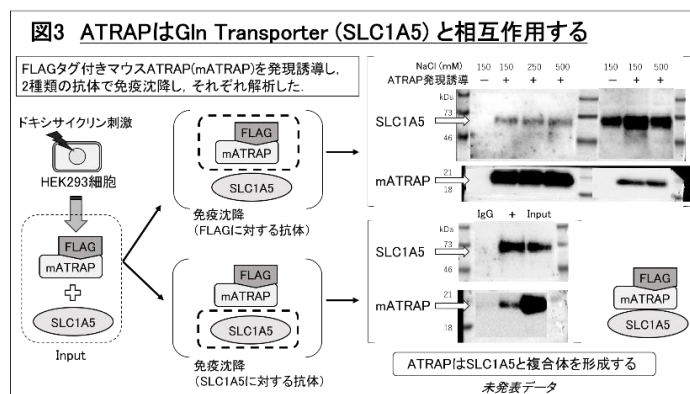 図3 ATRAPはGln Transporter (SLC1A5) と相互作用する
FLAGタグ付きマウスATRAP(mATRAP)を発現誘導し,
2種類の抗体で免疫沈降し, それぞれ解析した.
ドキシサイクリン刺激
HEK293細胞
FLAG
mATRAP
SLC1A5
Input
FLAG
mATRAP
SLC1A5
免疫沈降
(FLAGに対する抗体)
FLAG
mATRAP
SLC1A5
免疫沈降
(SLC1A5に対する抗体)
NaCl (mM) 150 150 250 500 150 150 500
ATRAP発現誘導 − + + + − + +
kDa
SLC1A5
73
46
mATRAP
21
18
IgG + Input
kDa
SLC1A5
73
46
mATRAP
21
18
FLAG
mATRAP
SLC1A5
ATRAPはSLC1A5と複合体を形成する
未発表データ